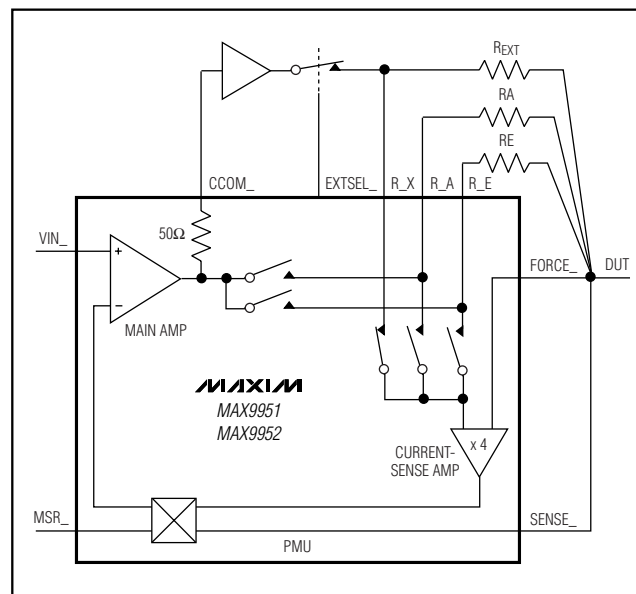 REXT
RA
RE
CCOM_ EXTSEL_ R_X R_A R_E
50Ω
VIN_
+
−
MAIN AMP
FORCE_ DUT
MAXIM
MAX9951
MAX9952
x 4
CURRENT-
SENSE AMP
MSR_
SENSE_
PMU